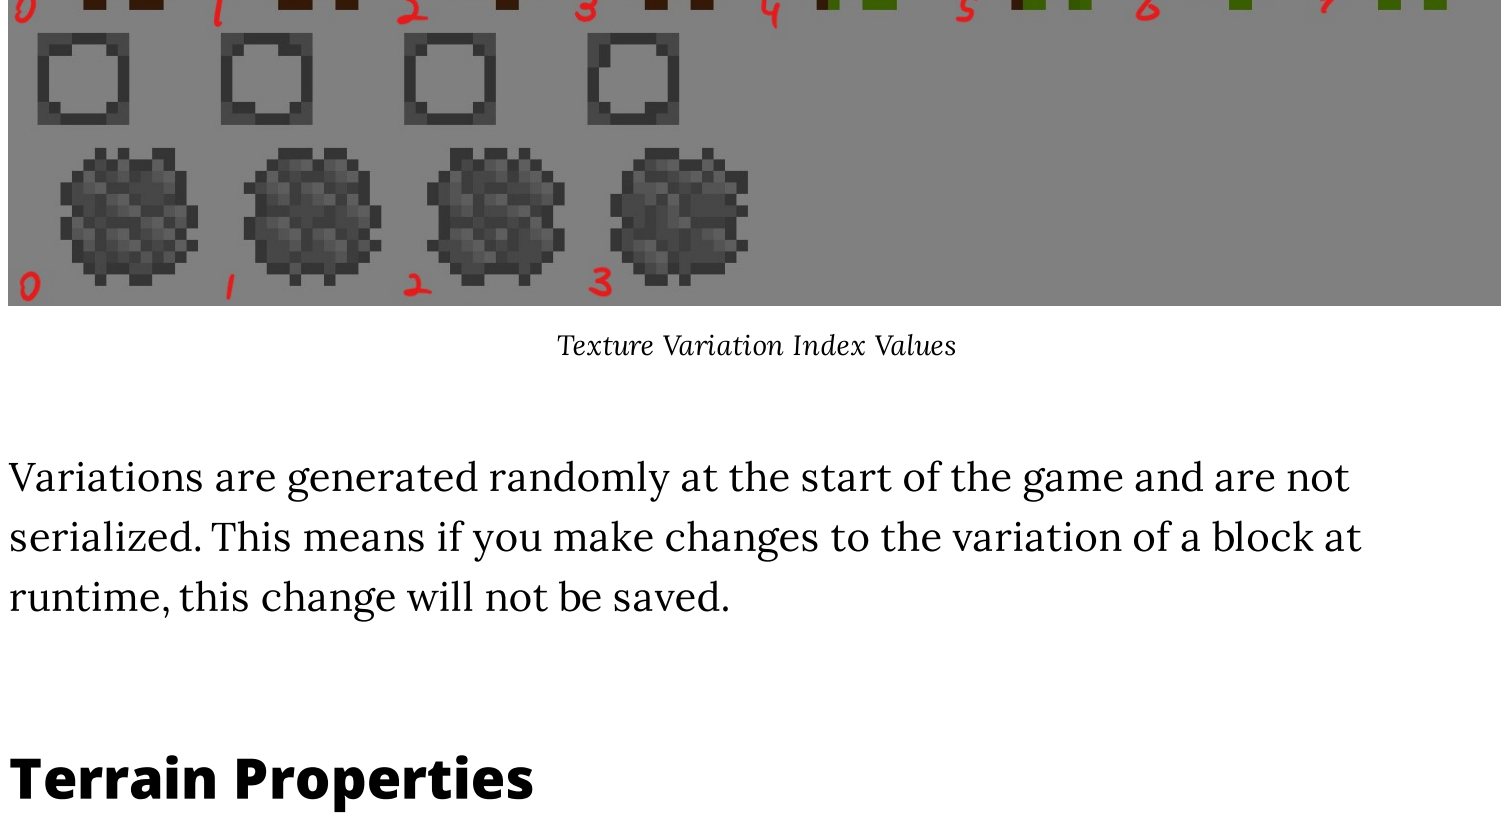 0 1 2 3 4 5 6 7
0 1 2 3
Texture Variation Index Values
Variations are generated randomly at the start of the game and are not
serialized. This means if you make changes to the variation of a block at
runtime, this change will not be saved.
Terrain Properties